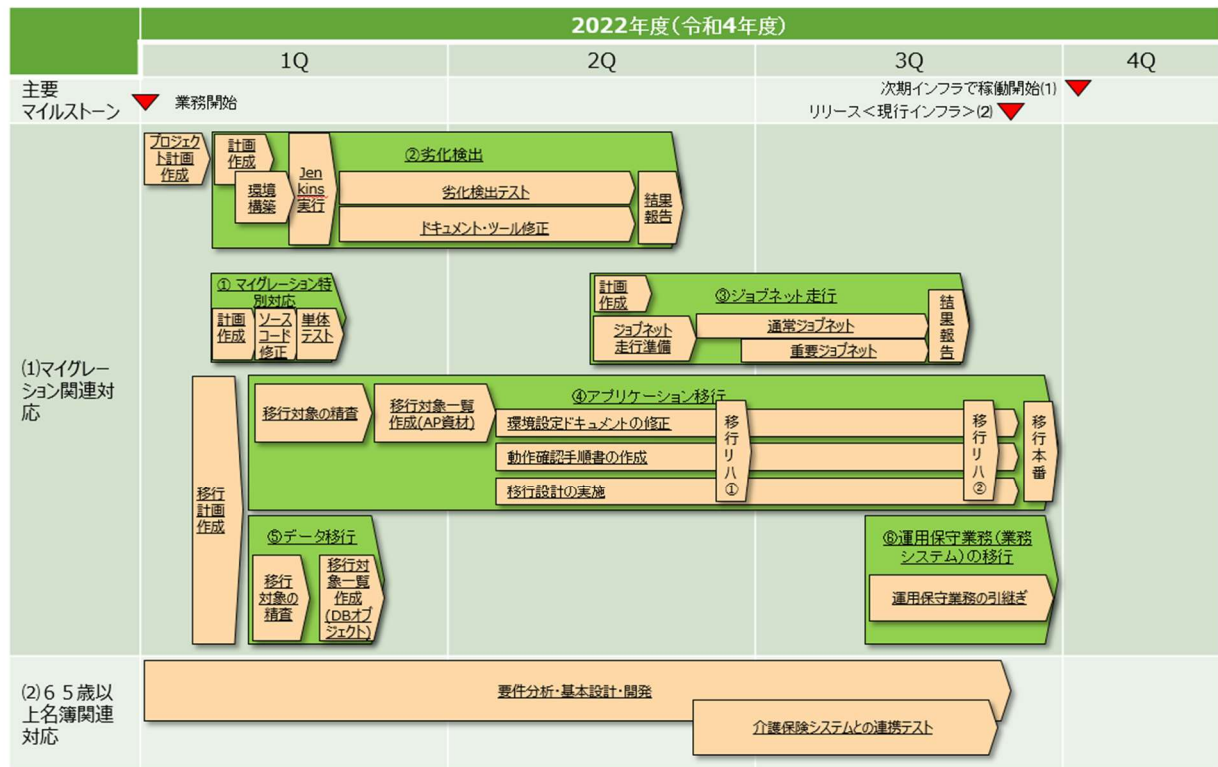 2022年度(令和4年度)
1Q
2Q
3Q
4Q
主要
マイルストーン
業務開始
次期インフラで稼働開始(1)
リリース<現行インフラ>(2)
(1)マイグレー
ション関連対
応
プロジェク
ト計画
作成
計画
作成
環境
構築
Jen
kins
実行
②劣化検出
劣化検出テスト
ドキュメント・ツール修正
結果
報告
① マイグレーション特
別対応
計画
作成
ソース
コード
修正
単体
テスト
計画
作成
③ジョブネット走行
ジョブネット
走行準備
通常ジョブネット
重要ジョブネット
結
果
報
告
移行
計画
作成
④アプリケーション移行
移行対象の精査
移行対象一覧
作成(AP資材)
環境設定ドキュメントの修正
動作確認手順書の作成
移行設計の実施
移
行
リ
ハ
①
移
行
リ
ハ
②
移
行
本
番
⑤データ移行
移行
対象の
精査
移行対
象一覧
作成
(DBオブ
ジェクト)
⑥運用保守業務(業務
システム)の移行
運用保守業務の引継ぎ
(2)65歳以
上名簿関連
対応
要件分析・基本設計・開発
介護保険システムとの連携テスト